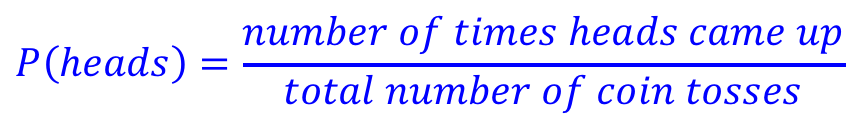 P(heads) = number of times heads came up
total number of coin tosses